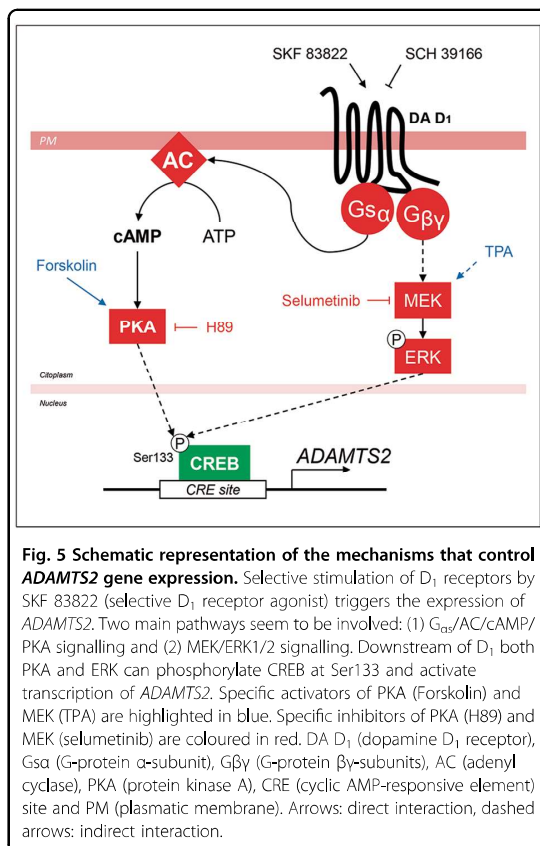 SKF 83822 SCH 39166
DA D₁
PM
AC
Gsα Gβγ
cAMP ATP
TPA
Forskolin
Selumetinib MEK
PKA H89
P
ERK
Citoplasm
Nucleus
P
Ser133
CREB ADAMTS2
CRE site
Fig. 5 Schematic representation of the mechanisms that control
ADAMTS2 gene expression. Selective stimulation of D₁ receptors by
SKF 83822 (selective D₁ receptor agonist) triggers the expression of
ADAMTS2. Two main pathways seem to be involved: (1) Gαs/AC/cAMP/
PKA signalling and (2) MEK/ERK1/2 signalling. Downstream of D₁ both
PKA and ERK can phosphorylate CREB at Ser133 and activate
transcription of ADAMTS2. Specific activators of PKA (Forskolin) and
MEK (TPA) are highlighted in blue. Specific inhibitors of PKA (H89) and
MEK (selumetinib) are coloured in red. DA D₁ (dopamine D₁ receptor),
Gsα (G-protein α-subunit), Gβγ (G-protein βγ-subunits), AC (adenyl
cyclase), PKA (protein kinase A), CRE (cyclic AMP-responsive element)
site and PM (plasmatic membrane). Arrows: direct interaction, dashed
arrows: indirect interaction.